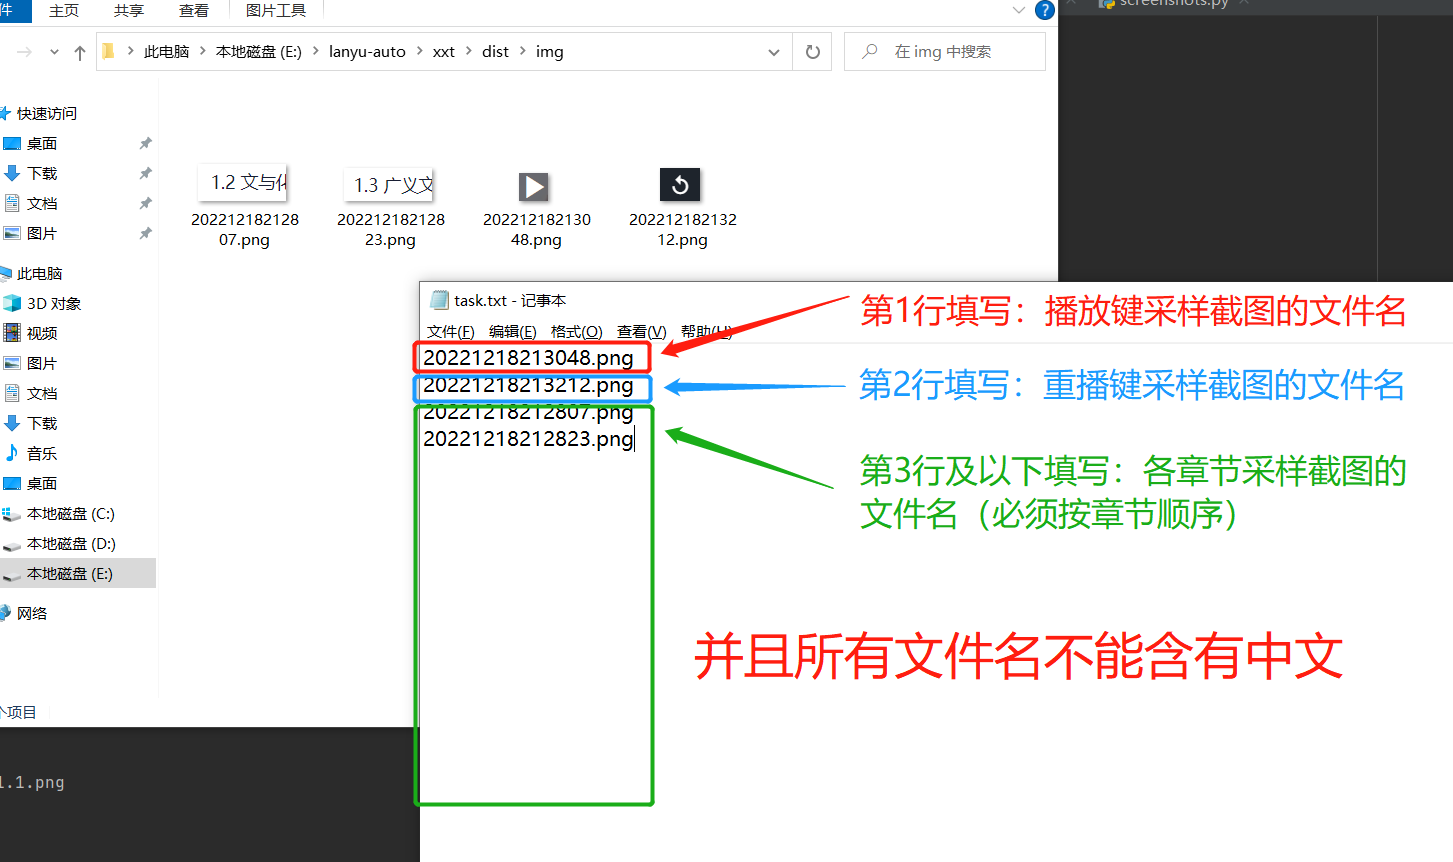 件
主页
共享
查看
图片工具
screenshots.py
此电脑
本地磁盘 (E:)
lanyu-auto
xxt
dist
img
在 img 中搜索
快速访问
桌面
下载
文档
图片
此电脑
3D 对象
视频
图片
文档
下载
音乐
桌面
本地磁盘 (C:)
本地磁盘 (D:)
本地磁盘 (E:)
网络
个项目
1.2 文与化
1.3 广义文
202212182128
07.png
202212182128
23.png
202212182130
48.png
202212182132
12.png
task.txt - 记事本
文件(F) 编辑(E) 格式(O) 查看(V) 帮助(H)
20221218213048.png
20221218213212.png
20221218212807.png
20221218212823.png
第1行填写：播放键采样截图的文件名
第2行填写：重播键采样截图的文件名
第3行及以下填写：各章节采样截图的
文件名（必须按章节顺序）
并且所有文件名不能含有中文
1.1.png